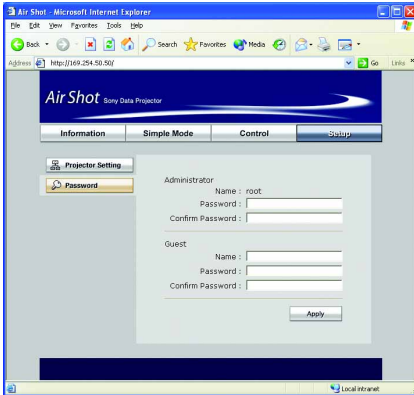 Air Shot - Microsoft Internet Explorer
File Edit View Favorites Tools Help
Back Search Favorites Media
Address http://169.254.50.50/ Go Links
Air Shot Sony Data Projector
Information Simple Mode Control Setup
Projector Setting
Password
Administrator
Name : root
Password :
Confirm Password :
Guest
Name :
Password :
Confirm Password :
Apply
Local intranet